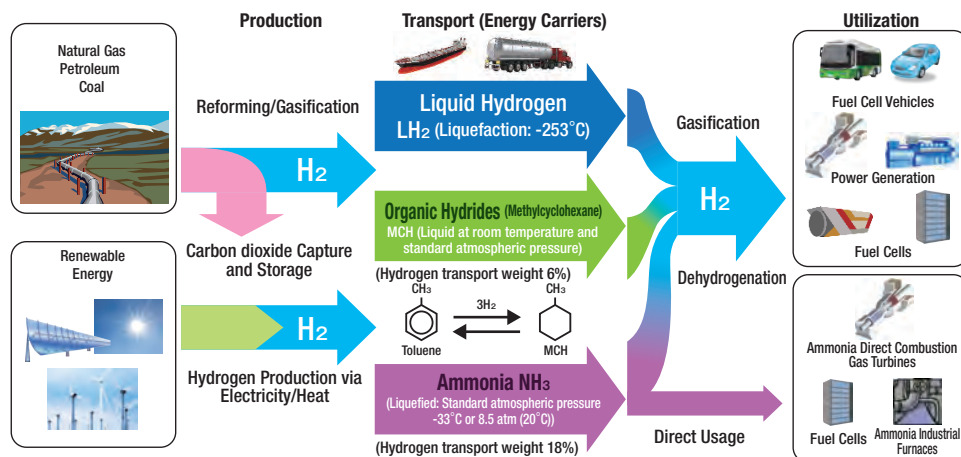 Production
Transport (Energy Carriers)
Utilization
Natural Gas
Petroleum
Coal
Reforming/Gasification
H2
Carbon dioxide Capture
and Storage
Renewable
Energy
H2
Hydrogen Production via
Electricity/Heat
Liquid Hydrogen
LH2 (Liquefaction: -253°C)
Organic Hydrides (Methylcyclohexane)
MCH (Liquid at room temperature and
standard atmospheric pressure)
(Hydrogen transport weight 6%)
CH3
3H2
CH3
Toluene
MCH
Ammonia NH3
(Liquefied: Standard atmospheric pressure
-33°C or 8.5 atm (20°C))
(Hydrogen transport weight 18%)
Gasification
H2
Dehydrogenation
Direct Usage
Fuel Cell Vehicles
Power Generation
Fuel Cells
Ammonia Direct Combustion
Gas Turbines
Fuel Cells
Ammonia Industrial
Furnaces